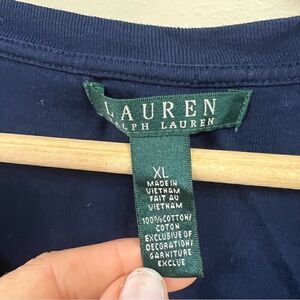 LAUREN
RALPH LAUREN
XL
MADE IN
VIETNAM
FAIT AU
VIETNAM
100% COTTON/
COTON
EXCLUSIVE OF
DECORATION/
GARNITURE
EXCLUE